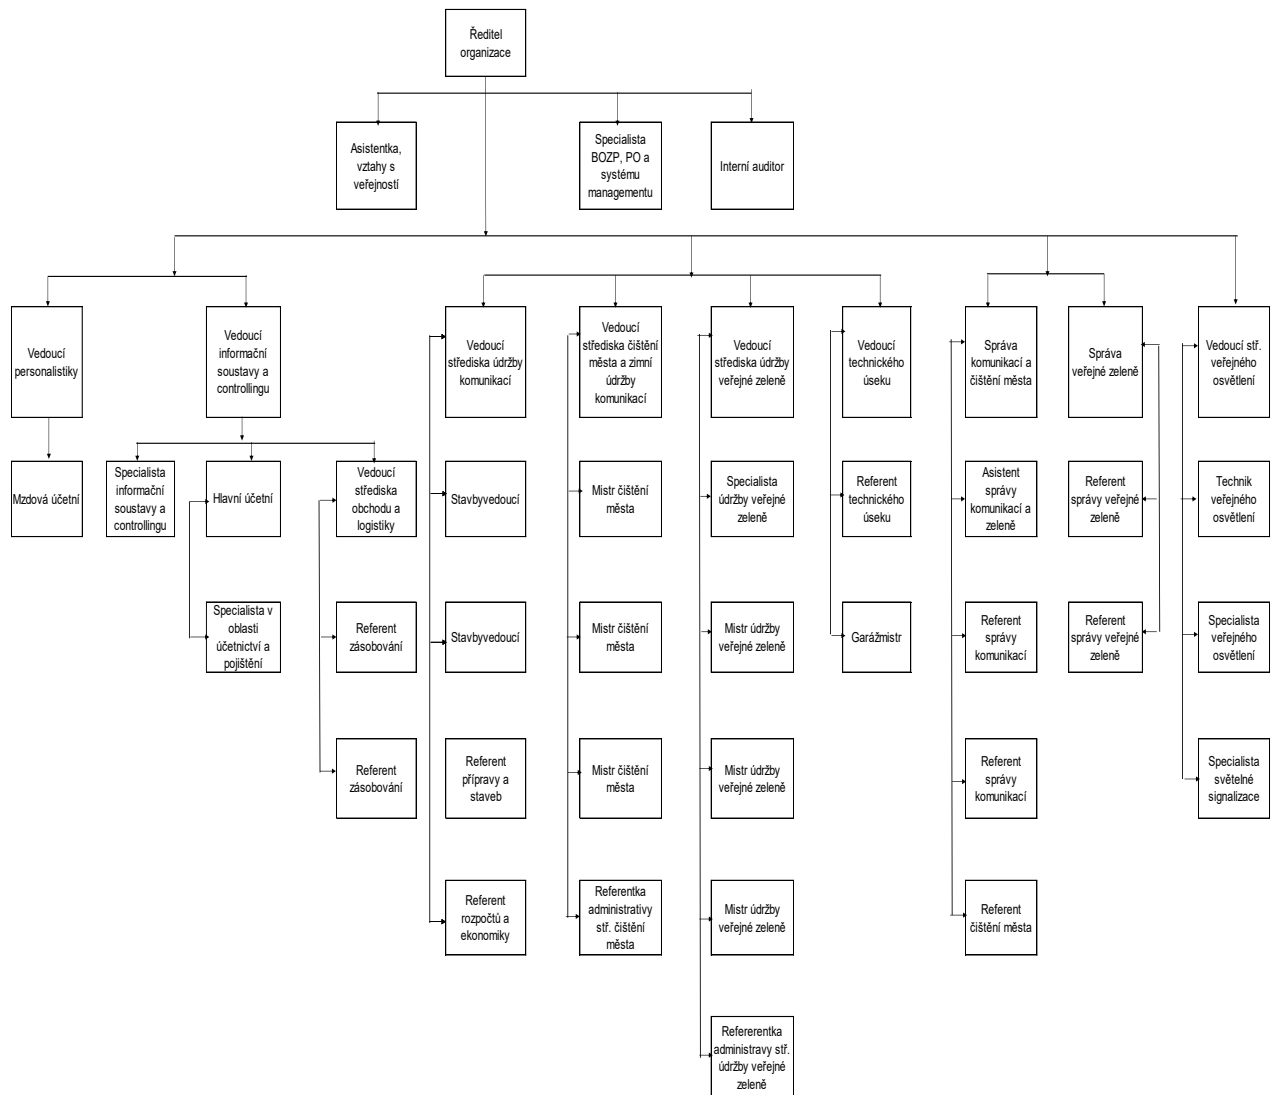 Ředitel
organizace
Asistentka,
vztahy s
veřejností
Specialista
BOZP, PO a
systému
managementu
Interní auditor
Vedoucí
personalistiky
Vedoucí
informační
soustavy a
controllingu
Vedoucí
střediska údržby
komunikací
Vedoucí
střediska čištění
města a zimní
údržby
komunikací
Vedoucí
střediska údržby
veřejné zeleně
Vedoucí
technického
úseku
Správa
komunikací a
čištění města
Správa
veřejné zeleně
Vedoucí stř.
veřejného
osvětlení
Mzdová účetní
Specialista
informační
soustavy a
controllingu
Hlavní účetní
Vedoucí
střediska
obchodu a
logistiky
Stavbyvedoucí
Mistr čištění
města
Specialista
údržby veřejné
zeleně
Referent
technického
úseku
Asistent
správy
komunikací a
zeleně
Referent
správy veřejné
zeleně
Technik
veřejného
osvětlení
Specialista v
oblasti
účetnictví a
pojištění
Referent
zásobování
Stavbyvedoucí
Mistr čištění
města
Mistr údržby
veřejné zeleně
Garážmistr
Referent
správy
komunikací
Referent
správy veřejné
zeleně
Specialista
veřejného
osvětlení
Referent
zásobování
Referent
přípravy a
staveb
Mistr čištění
města
Mistr údržby
veřejné zeleně
Referent
správy
komunikací
Specialista
světelné
signalizace
Referent
rozpočtů a
ekonomiky
Referentka
administrativy
stř. čištění
města
Mistr údržby
veřejné zeleně
Referent
čištění města
Refererentka
administravy stř.
údržby veřejné
zeleně